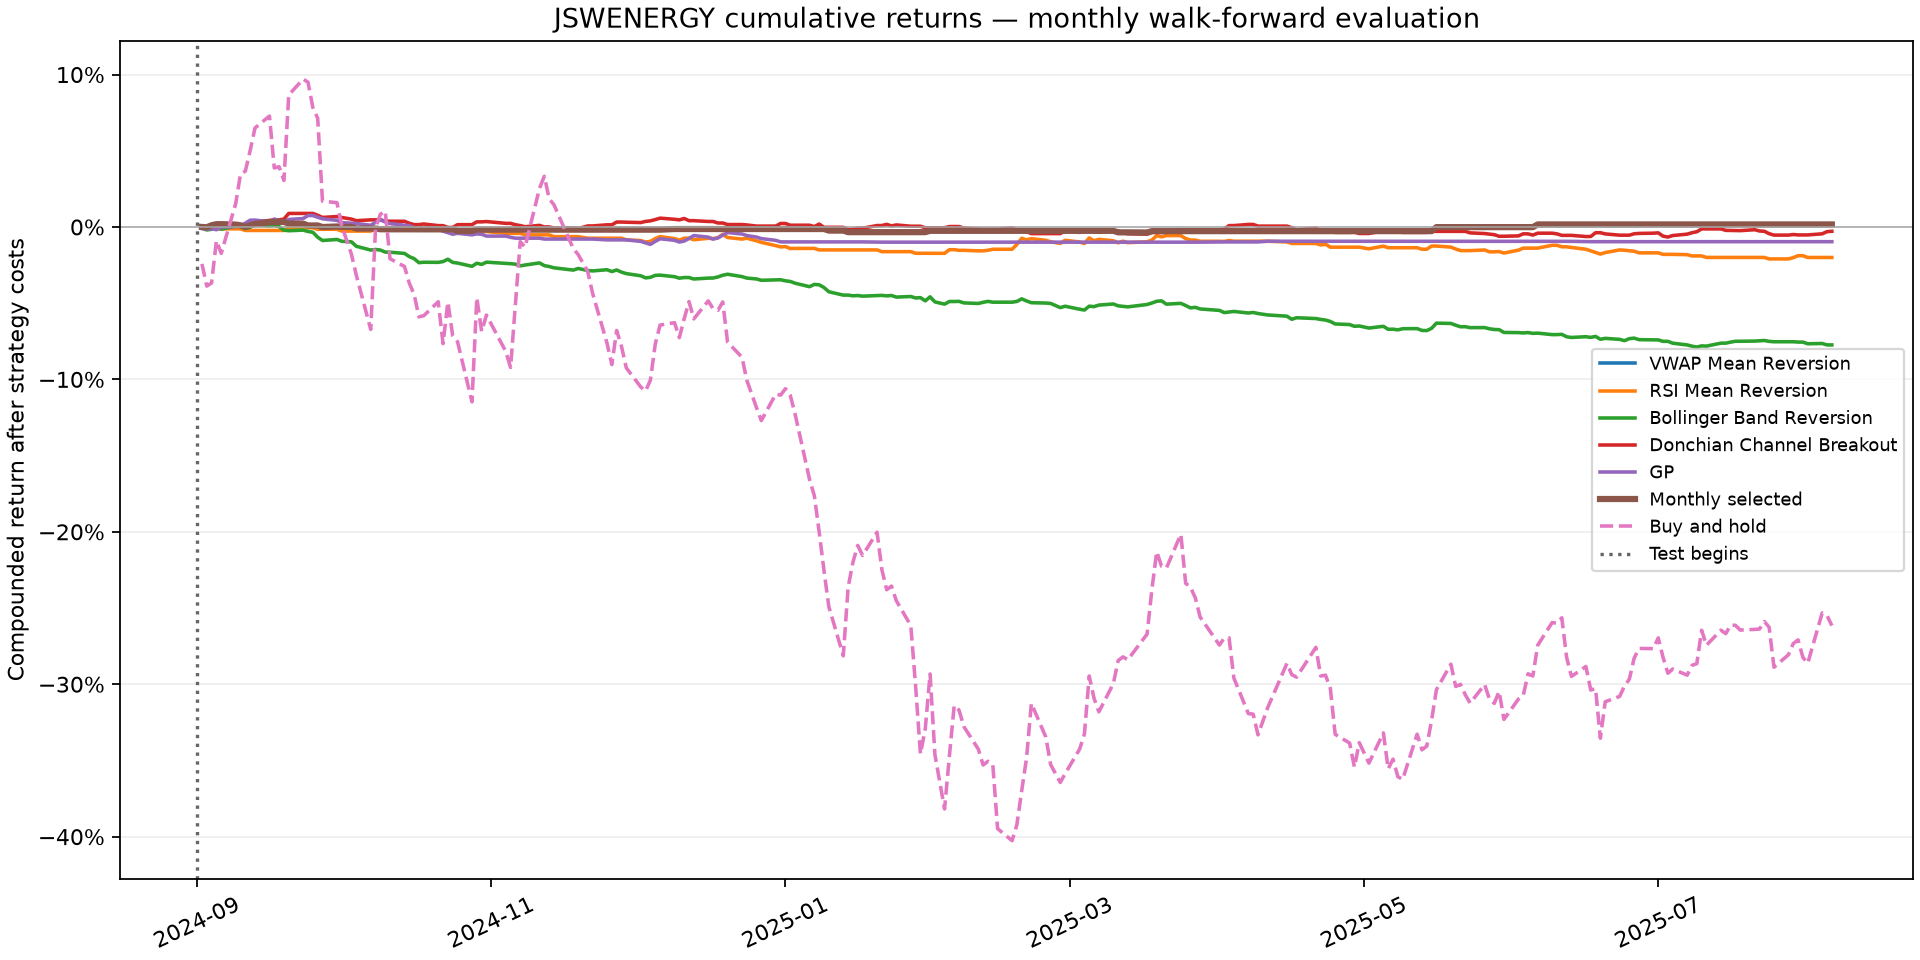 JSWENERGY cumulative returns — monthly walk-forward evaluation
Compounded return after strategy costs
10%
0%
−10%
−20%
−30%
−40%
2024-09
2024-11
2025-01
2025-03
2025-05
2025-07
VWAP Mean Reversion
RSI Mean Reversion
Bollinger Band Reversion
Donchian Channel Breakout
GP
Monthly selected
Buy and hold
Test begins